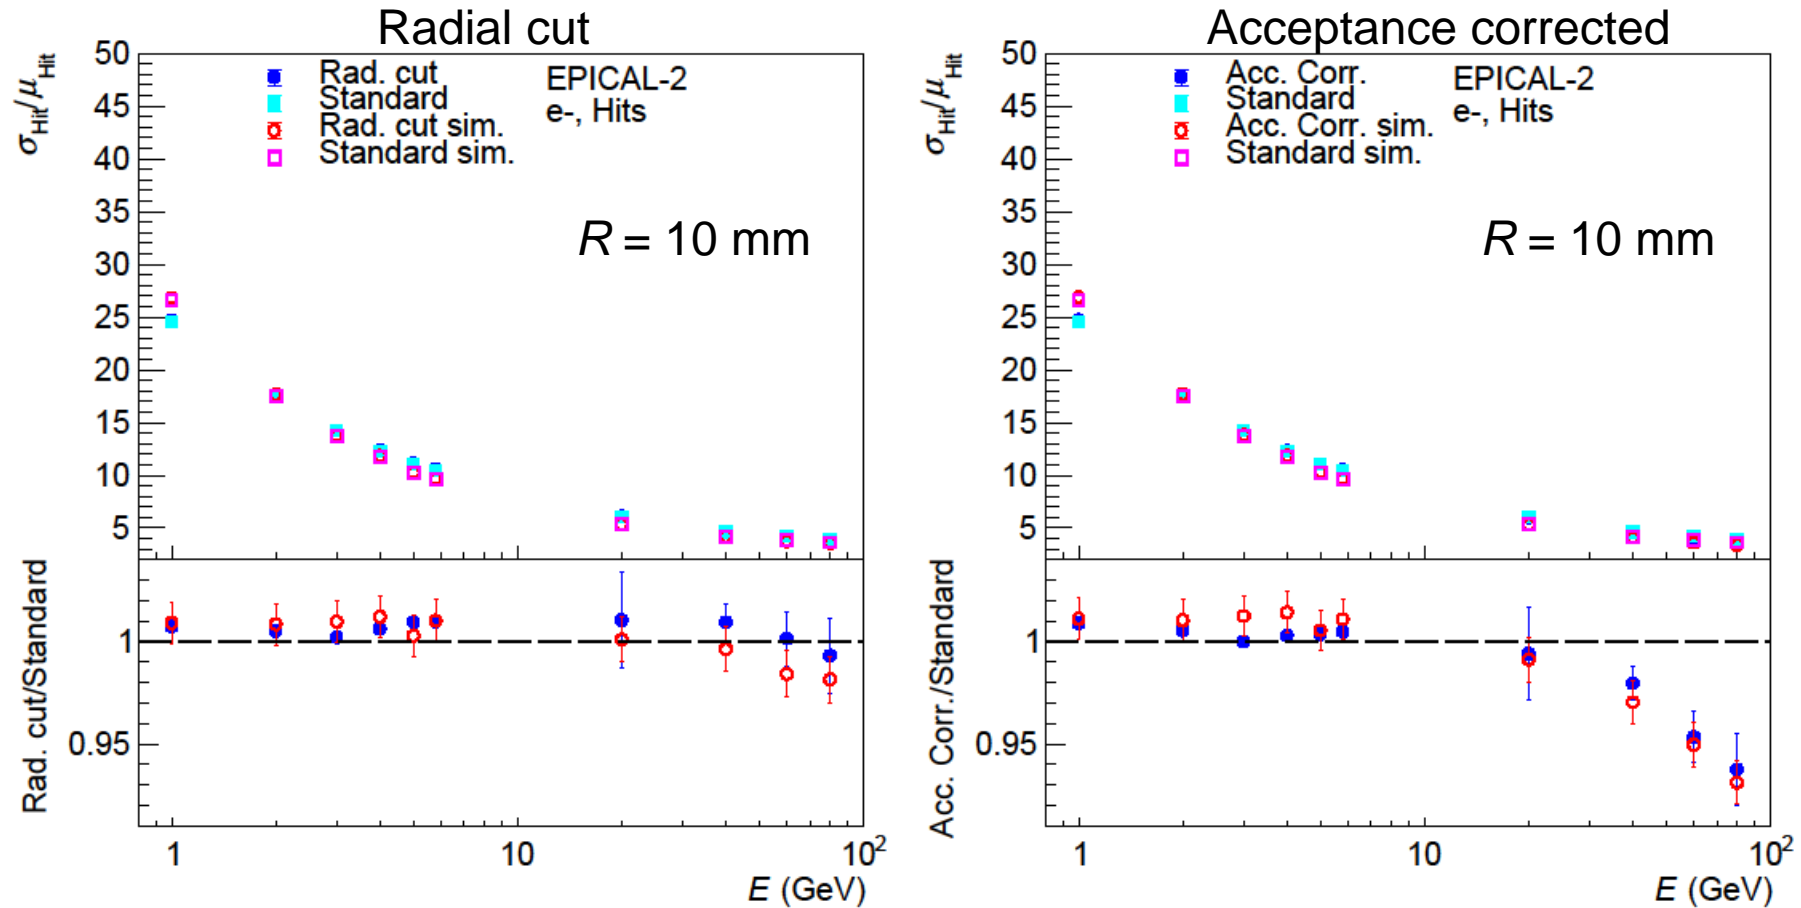 Radial cut
σHit/μHit
50
45
40
35
30
25
20
15
10
5
Rad. cut
Standard
Rad. cut sim.
Standard sim.
EPICAL-2
e-, Hits
R = 10 mm
Rad. cut/Standard
1
0.95
1
10
10²
E (GeV)
Acceptance corrected
σHit/μHit
50
45
40
35
30
25
20
15
10
5
Acc. Corr.
Standard
Acc. Corr. sim.
Standard sim.
EPICAL-2
e-, Hits
R = 10 mm
Acc. Corr./Standard
1
0.95
1
10
10²
E (GeV)